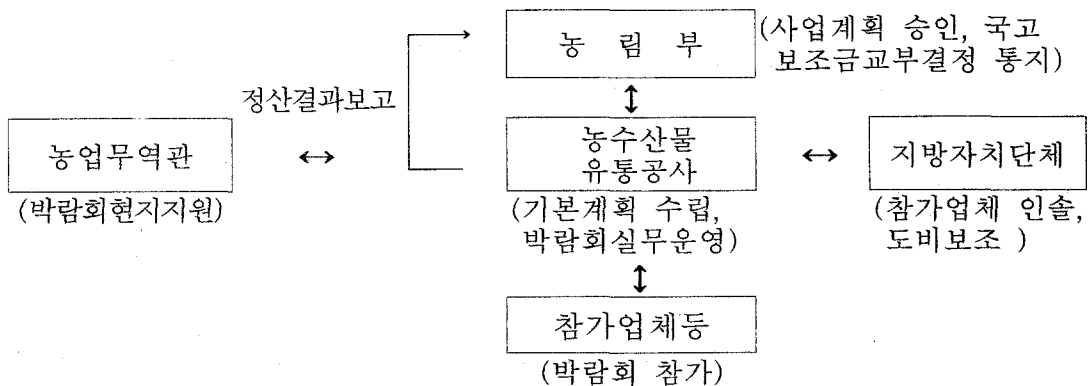 농 림 부
(사업계획 승인, 국고
보조금교부결정 통지)
정산결과보고
농업무역관
(박람회현지지원)
농수산물
유통공사
(기본계획 수립,
박람회실무운영)
지방자치단체
(참가업체 인솔,
도비보조 )
참가업체등
(박람회 참가)